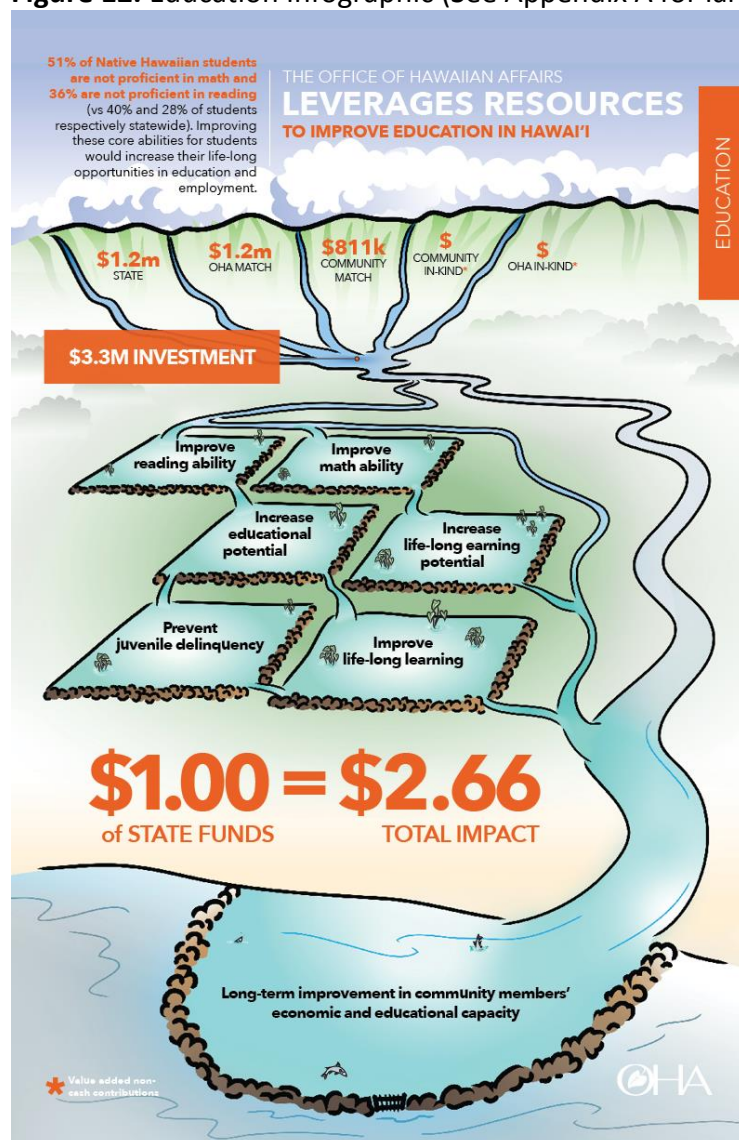 Figure 22: Education Infographic (See Appendix A for lar
51% of Native Hawaiian students
are not proficient in math and
36% are not proficient in reading
(vs 40% and 28% of students
respectively statewide). Improving
these core abilities for students
would increase their life-long
opportunities in education and
employment.
THE OFFICE OF HAWAIIAN AFFAIRS
LEVERAGES RESOURCES
TO IMPROVE EDUCATION IN HAWAI'I
EDUCATION
$1.2m
STATE
$1.2m
OHA MATCH
$811k
COMMUNITY
MATCH
$
COMMUNITY
IN-KIND*
$
OHA IN-KIND*
$3.3M INVESTMENT
Improve
reading ability
Improve
math ability
Increase
educational
potential
Increase
life-long earning
potential
Prevent
juvenile delinquency
Improve
life-long learning
$1.00 = $2.66
of STATE FUNDS TOTAL IMPACT
Long-term improvement in community members'
economic and educational capacity
* Value added non-
cash contributions
OHA